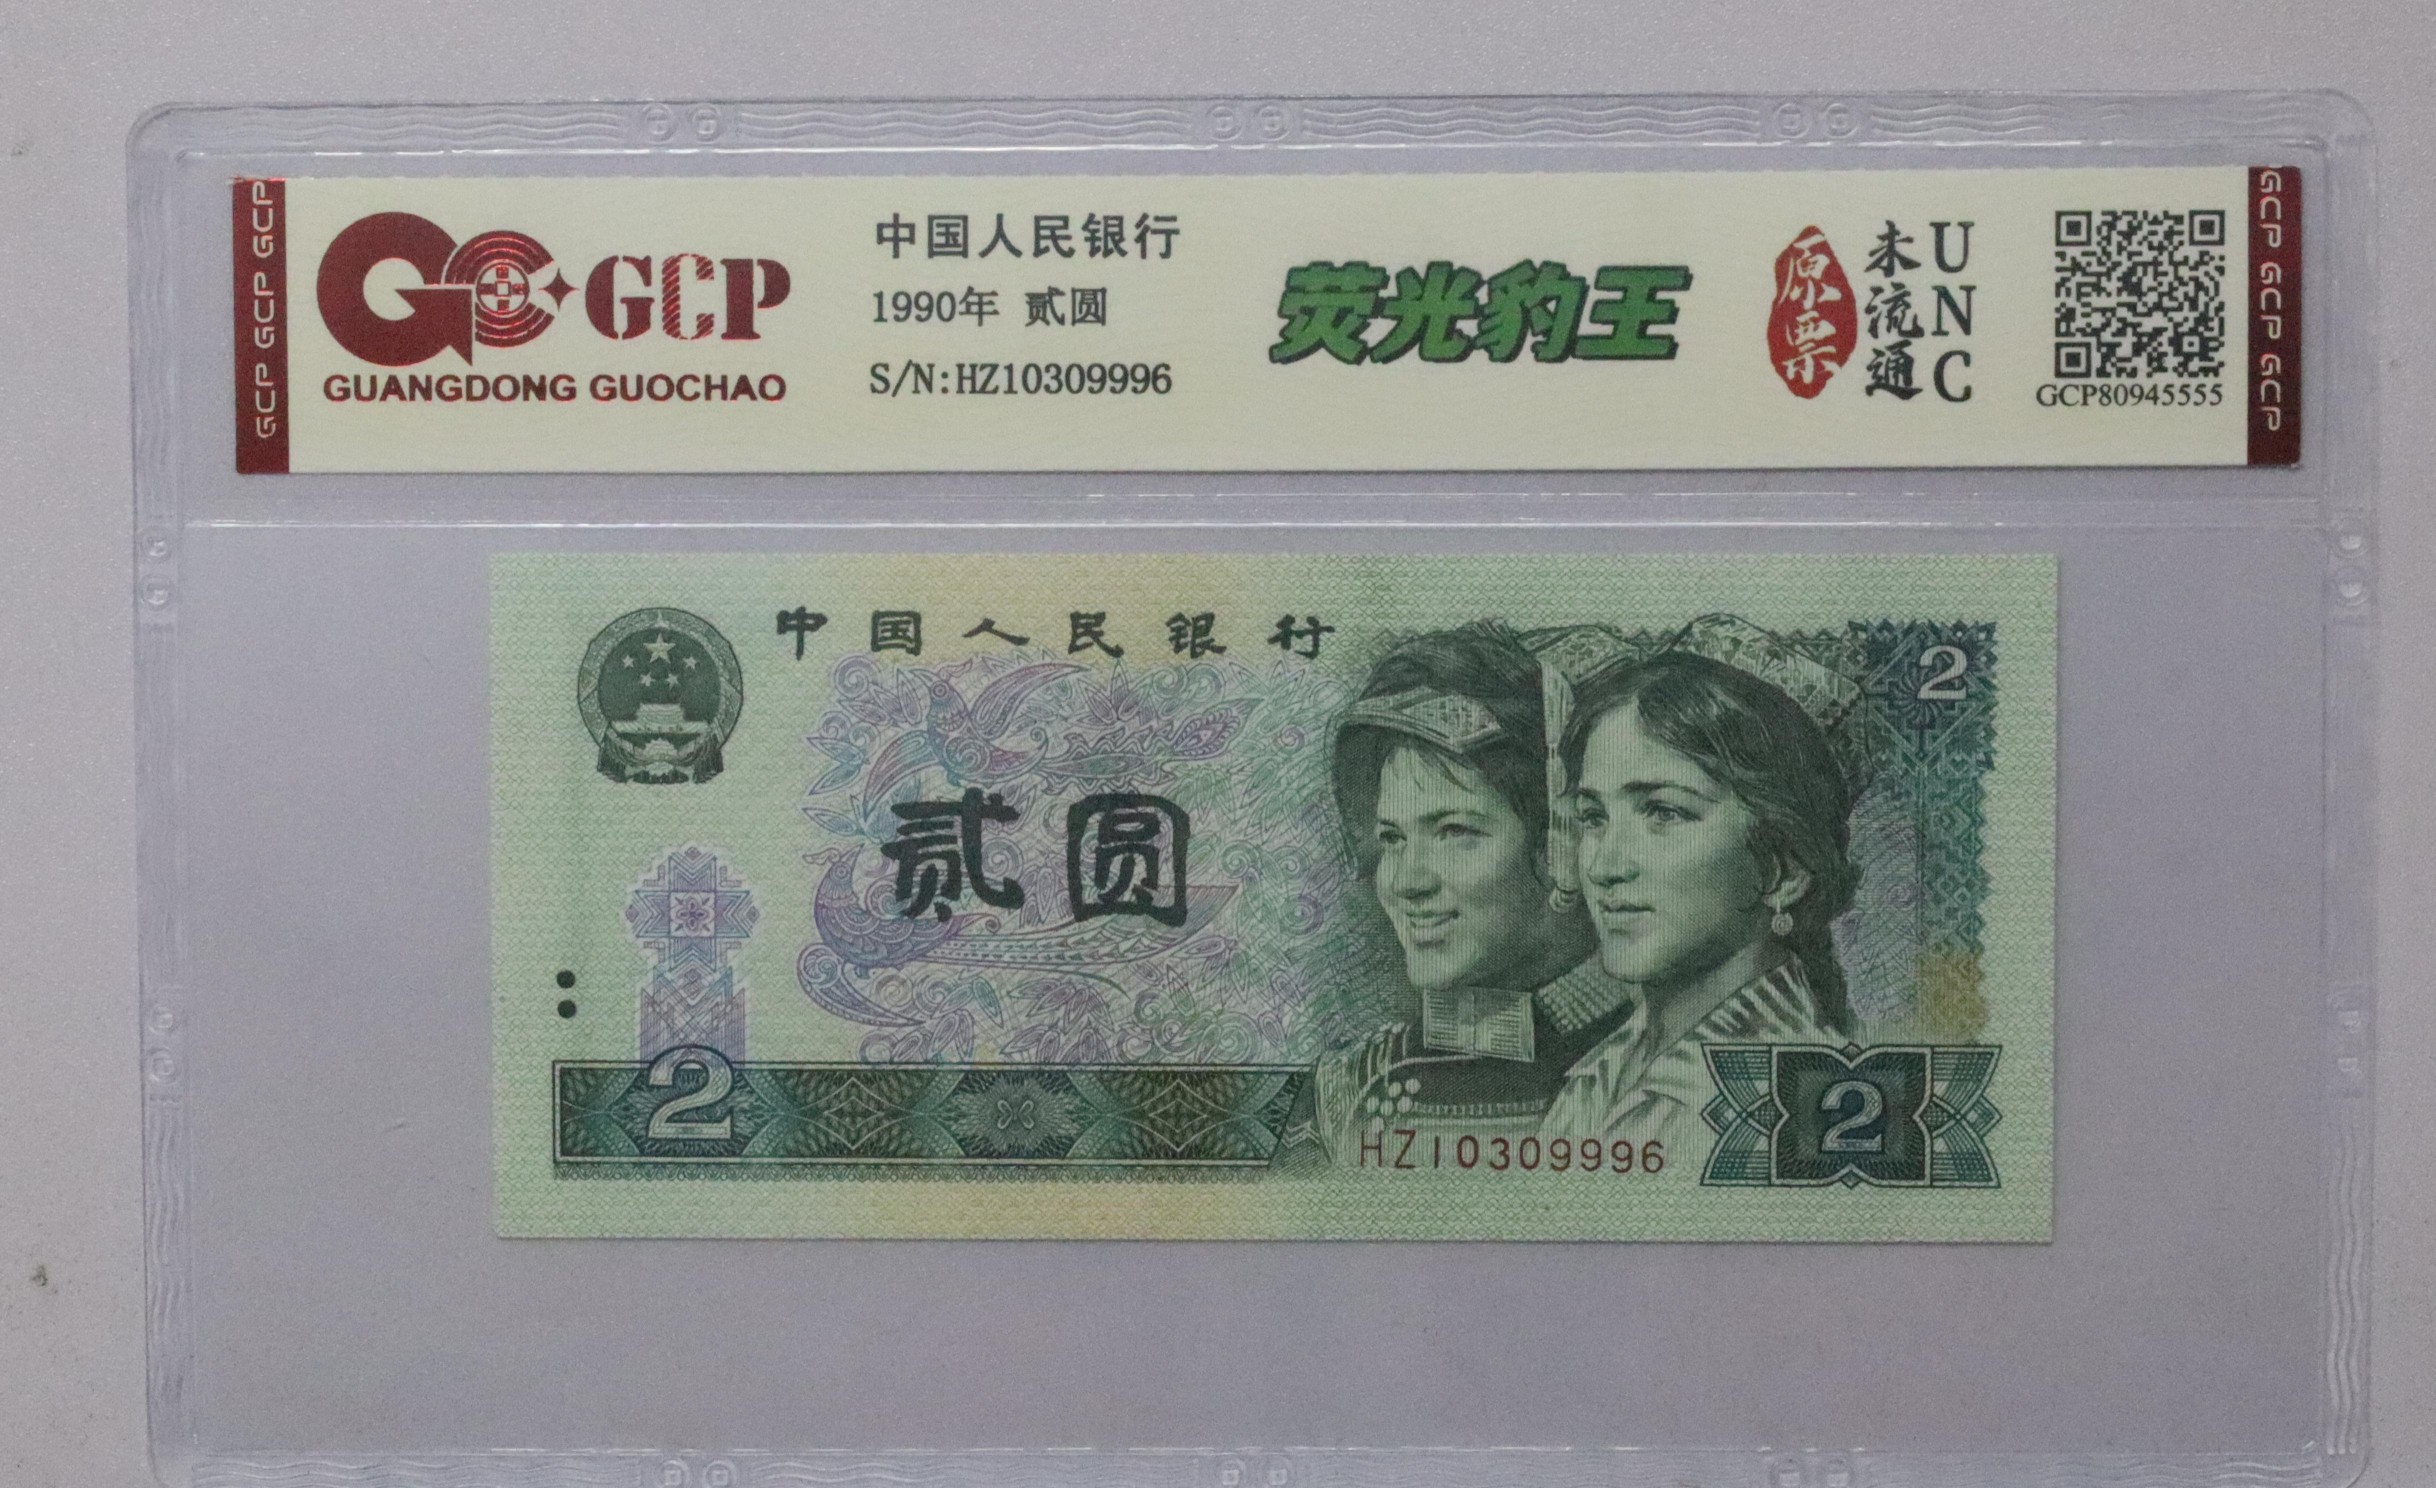 GCP GCP GCP
GCP
GUANGDONG GUOCHAO
中国人民银行
1990年 贰圆
S/N:HZ10309996
荧光豹王
原票
未流通
UNC
GCP80945555
GCP GCP GCP
中国人民银行
2
贰圆
2
HZ10309996
2